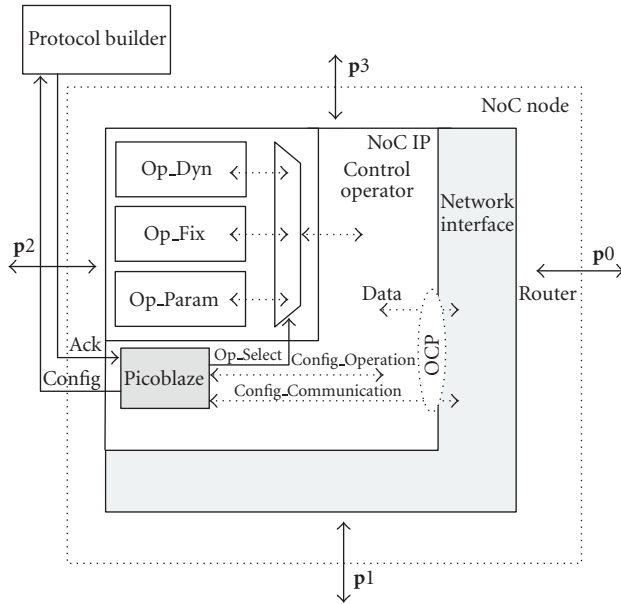 Protocol builder
p3
NoC node
NoC IP
Control
operator
Op_Dyn
Network
interface
Op_Fix
p2
p0
Op_Param
Data
Router
Ack
Op_Select
OCP
Config_Operation
Config
Picoblaze
Config_Communication
p1